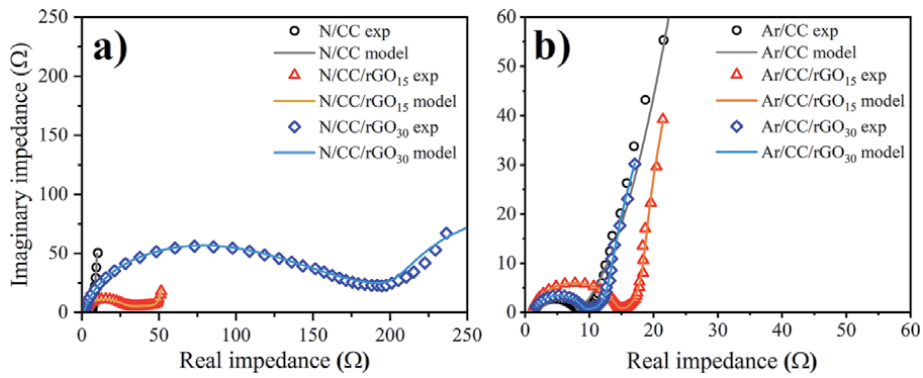 a)
Imaginary impedance (Ω)
250
200
150
100
50
0
N/CC exp
N/CC model
N/CC/rGO₁₅ exp
N/CC/rGO₁₅ model
N/CC/rGO₃₀ exp
N/CC/rGO₃₀ model
0 50 100 150 200 250
Real impedance (Ω)
b)
60
50
40
30
20
10
0
Ar/CC exp
Ar/CC model
Ar/CC/rGO₁₅ exp
Ar/CC/rGO₁₅ model
Ar/CC/rGO₃₀ exp
Ar/CC/rGO₃₀ model
0 10 20 30 40 50 60
Real impedance (Ω)